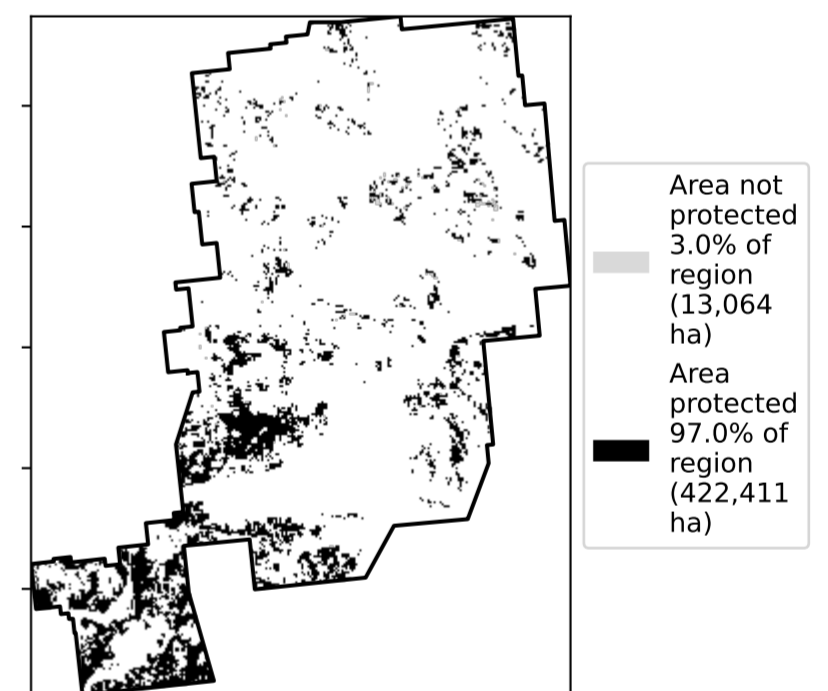 Area not
protected
3.0% of
region
(13,064
ha)
Area
protected
97.0% of
region
(422,411
ha)